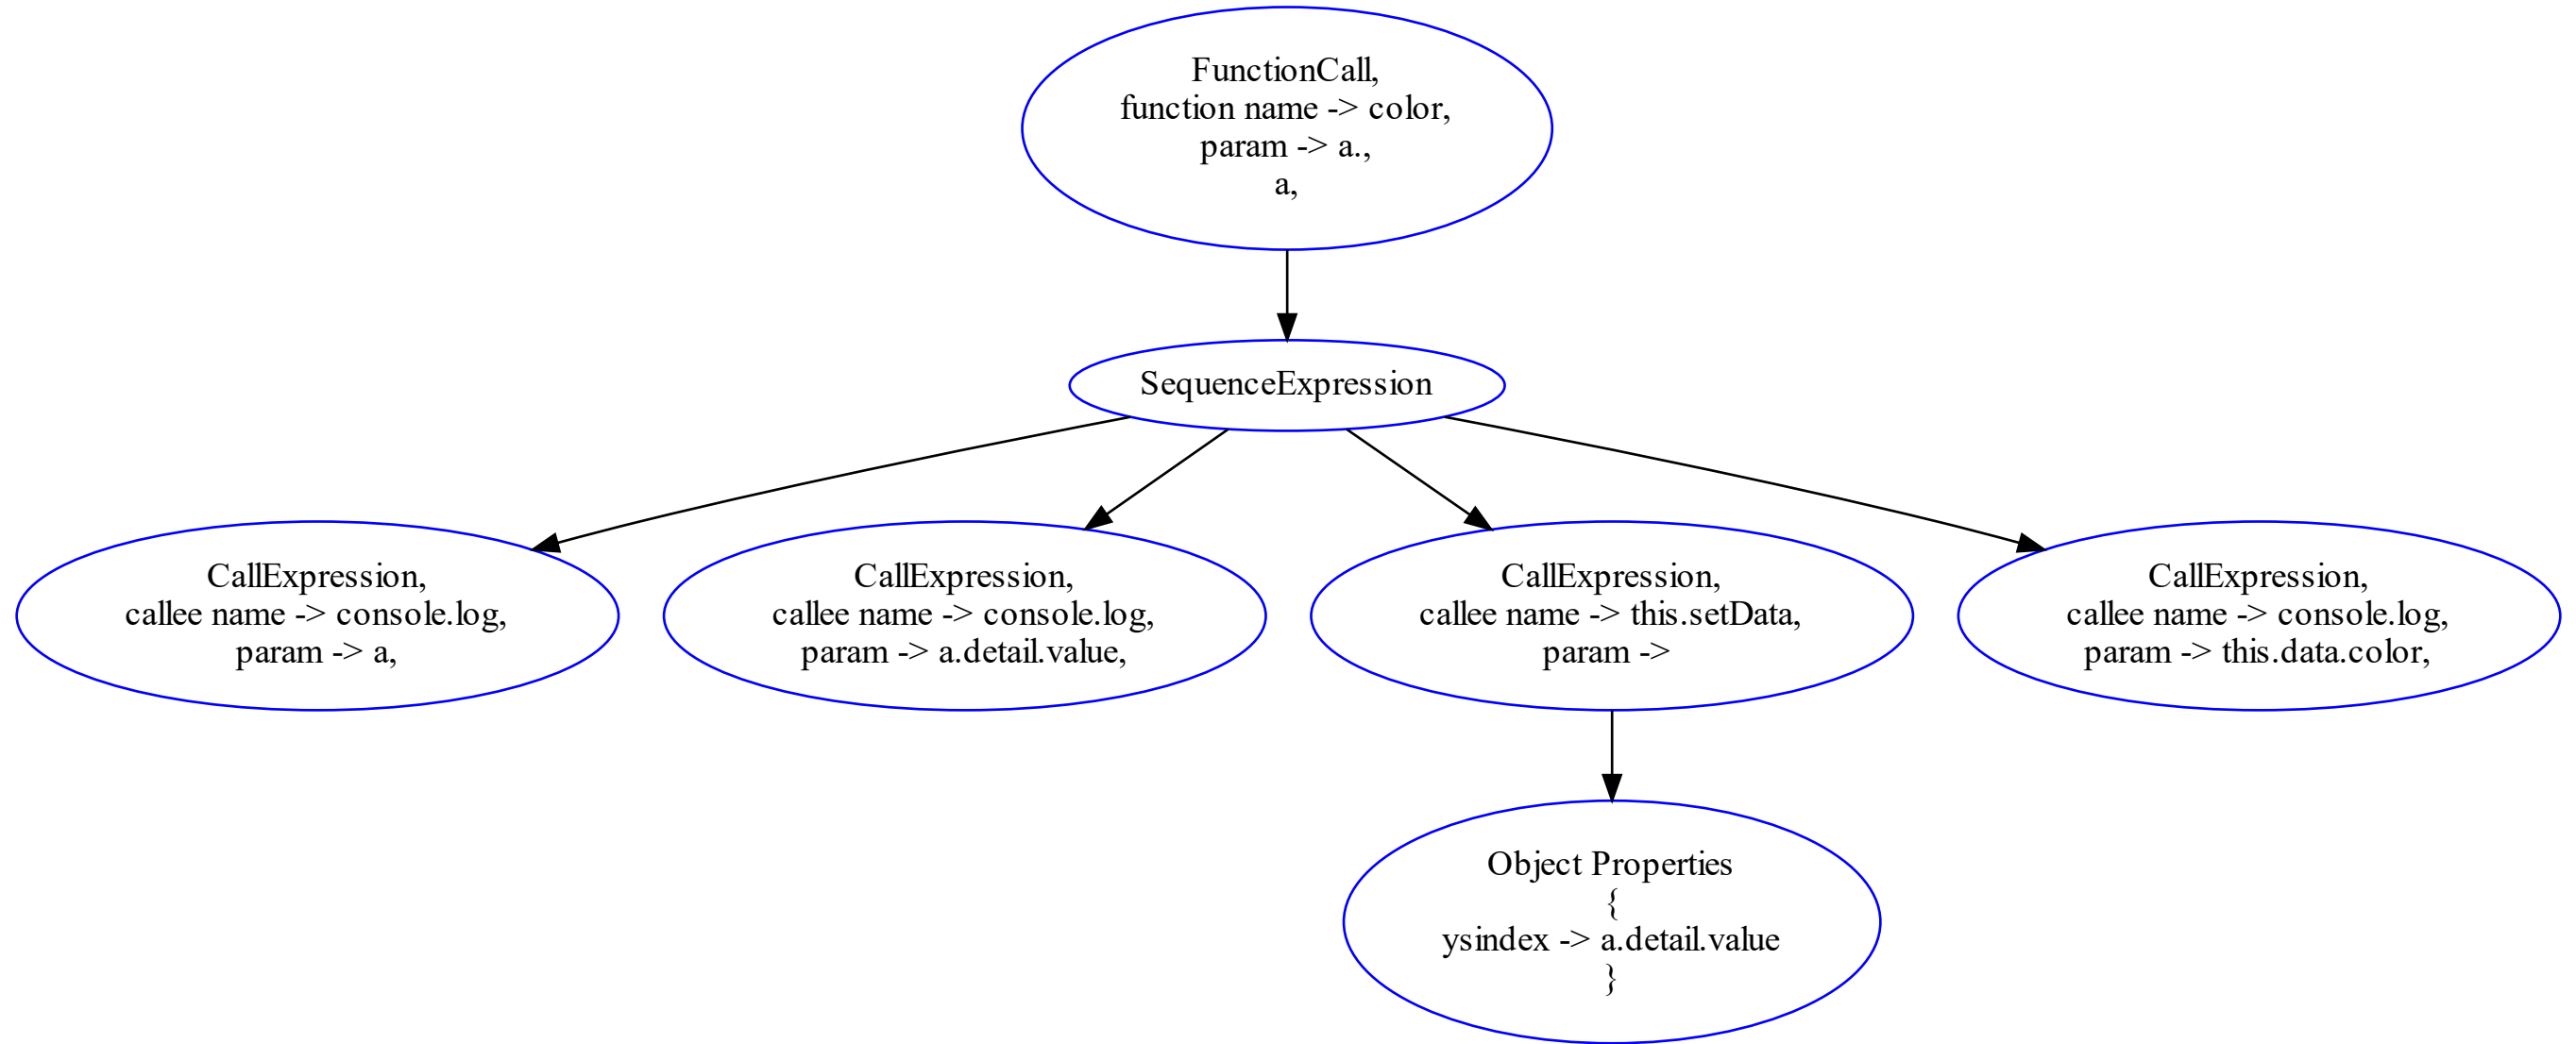 FunctionCall,
function name -> color,
param -> a.,
a,
SequenceExpression
CallExpression,
callee name -> console.log,
param -> a,
CallExpression,
callee name -> console.log,
param -> a.detail.value,
CallExpression,
callee name -> this.setData,
param ->
CallExpression,
callee name -> console.log,
param -> this.data.color,
Object Properties
{
ysindex -> a.detail.value
}